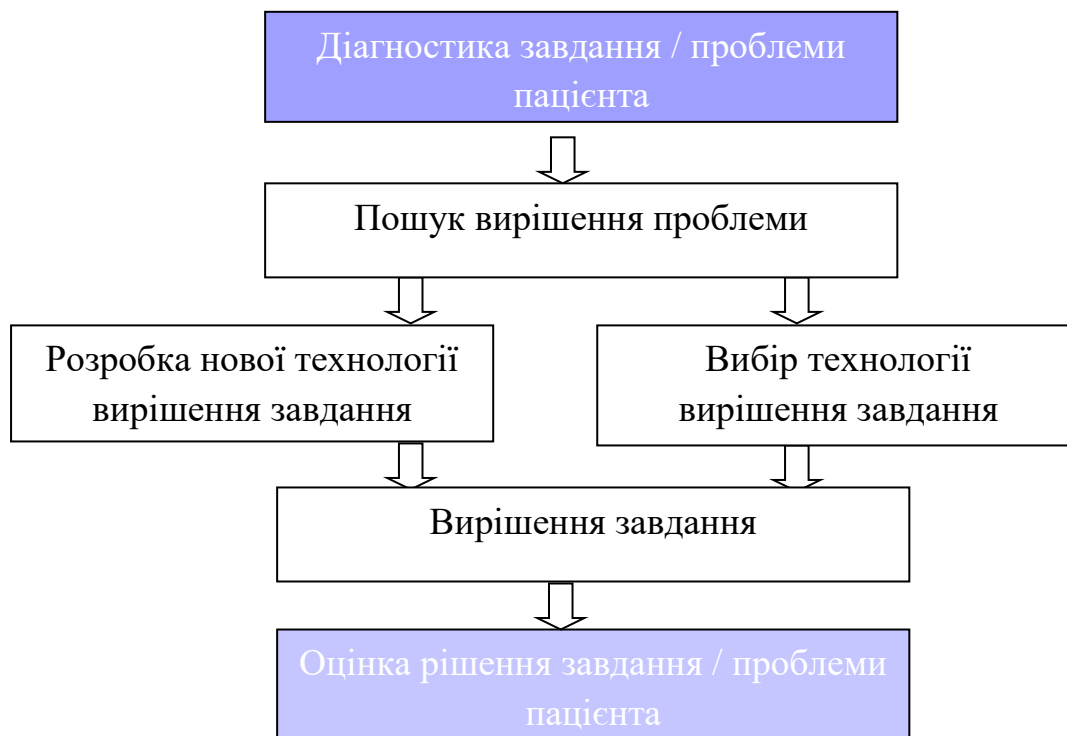 Діагностика завдання / проблеми
пацієнта
Пошук вирішення проблеми
Розробка нової технології
вирішення завдання
Вибір технології
вирішення завдання
Вирішення завдання
Оцінка рішення завдання / проблеми
пацієнта